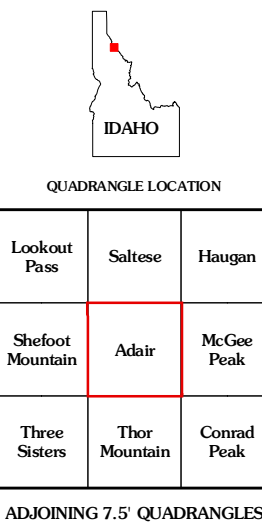 IDAHO
QUADRANGLE LOCATION
Lookout Pass
Saltese
Haugan
Shefoot Mountain
Adair
McGee Peak
Three Sisters
Thor Mountain
Conrad Peak
ADJOINING 7.5' QUADRANGLES